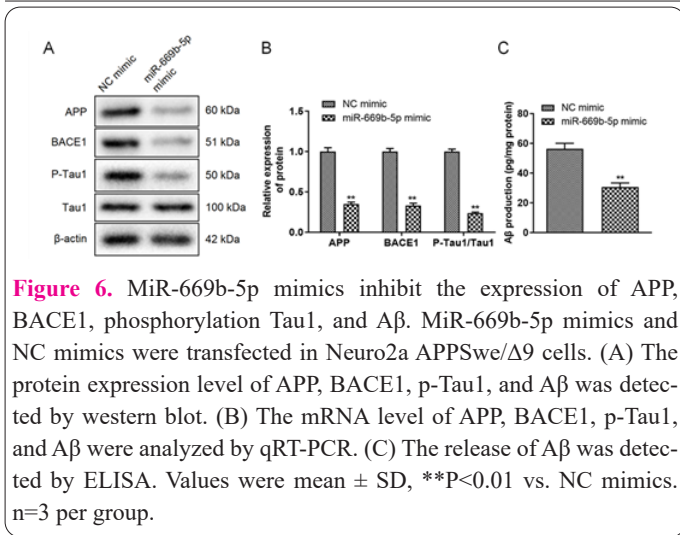 A
NC mimic
miR-669b-5p
mimic
APP
60 kDa
BACE1
51 kDa
P-Tau1
50 kDa
Tau1
100 kDa
β-actin
42 kDa
B
NC mimic
miR-669b-5p mimic
Relative expression
of protein
1.5
1.0
0.5
0.0
**
**
**
APP
BACE1
P-Tau1/Tau1
C
NC mimic
miR-669b-5p mimic
Aβ production (pg/mg protein)
80
60
40
20
0
**
Figure 6. MiR-669b-5p mimics inhibit the expression of APP,
BACE1, phosphorylation Tau1, and Aβ. MiR-669b-5p mimics and
NC mimics were transfected in Neuro2a APPSwe/Δ9 cells. (A) The
protein expression level of APP, BACE1, p-Tau1, and Aβ was detec-
ted by western blot. (B) The mRNA level of APP, BACE1, p-Tau1,
and Aβ were analyzed by qRT-PCR. (C) The release of Aβ was detec-
ted by ELISA. Values were mean ± SD, **P<0.01 vs. NC mimics.
n=3 per group.